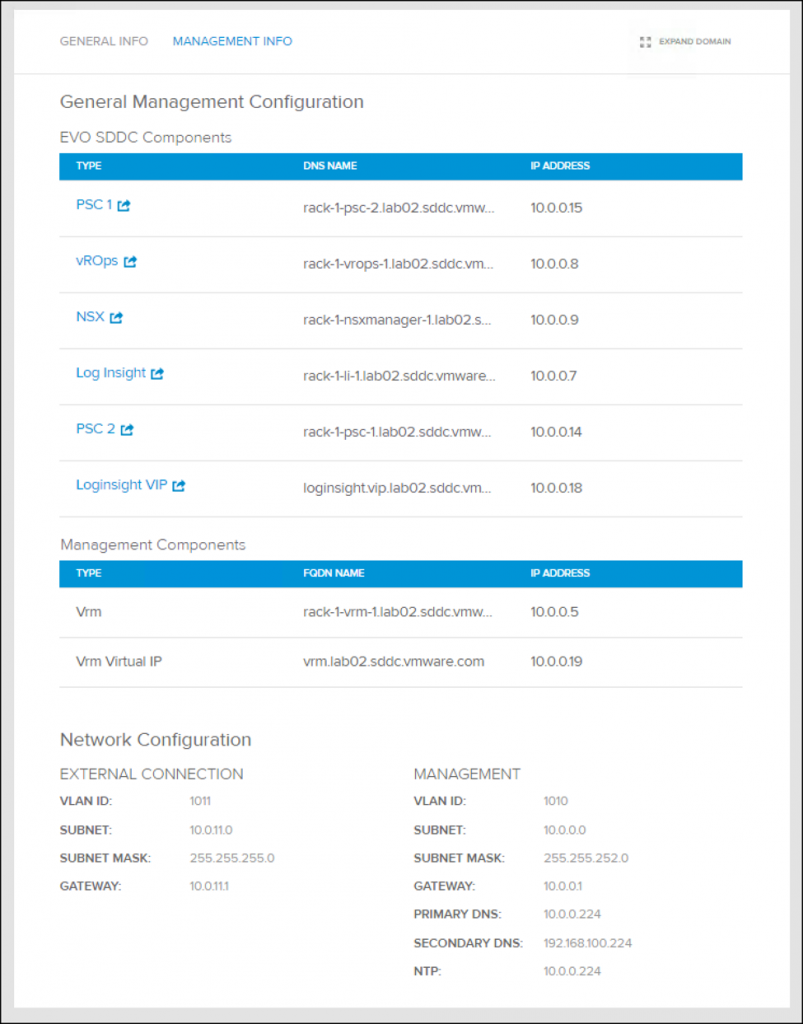 GENERAL INFO MANAGEMENT INFO EXPAND DOMAIN
General Management Configuration
EVO SDDC Components
TYPE DNS NAME IP ADDRESS
PSC 1 rack-1-psc-2.lab02.sddc.vmw... 10.0.0.15
vROps rack-1-vrops-1.lab02.sddc.vm... 10.0.0.8
NSX rack-1-nsxmanager-1.lab02.s... 10.0.0.9
Log Insight rack-1-li-1.lab02.sddc.vmware... 10.0.0.7
PSC 2 rack-1-psc-1.lab02.sddc.vmw... 10.0.0.14
Loginsight VIP loginsight.vip.lab02.sddc.vm... 10.0.0.18
Management Components
TYPE FQDN NAME IP ADDRESS
Vrm rack-1-vrm-1.lab02.sddc.vmw... 10.0.0.5
Vrm Virtual IP vrm.lab02.sddc.vmware.com 10.0.0.19
Network Configuration
EXTERNAL CONNECTION
VLAN ID: 1011
SUBNET: 10.0.11.0
SUBNET MASK: 255.255.255.0
GATEWAY: 10.0.11.1
MANAGEMENT
VLAN ID: 1010
SUBNET: 10.0.0.0
SUBNET MASK: 255.255.252.0
GATEWAY: 10.0.0.1
PRIMARY DNS: 10.0.0.224
SECONDARY DNS: 192.168.100.224
NTP: 10.0.0.224